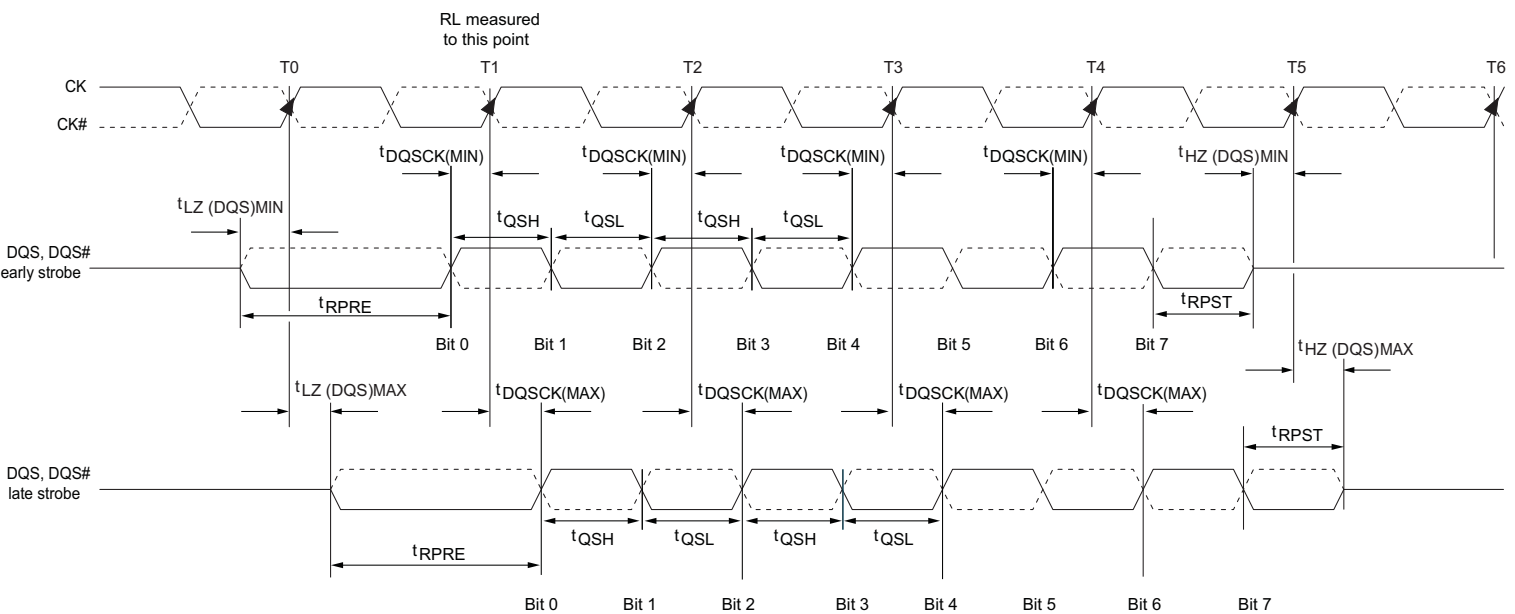 RL measured
to this point
T0 T1 T2 T3 T4 T5 T6
CK
CK#
tDQSCK(MIN) tDQSCK(MIN) tDQSCK(MIN) tDQSCK(MIN) tHZ (DQS)MIN
tLZ (DQS)MIN
tQSH tQSL tQSH tQSL
DQS, DQS#
early strobe
tRPRE tRPST
Bit 0 Bit 1 Bit 2 Bit 3 Bit 4 Bit 5 Bit 6 Bit 7
tHZ (DQS)MAX
tLZ (DQS)MAX tDQSCK(MAX) tDQSCK(MAX) tDQSCK(MAX) tDQSCK(MAX)
tRPST
DQS, DQS#
late strobe
tQSH tQSL tQSH tQSL
tRPRE
Bit 0 Bit 1 Bit 2 Bit 3 Bit 4 Bit 5 Bit 6 Bit 7